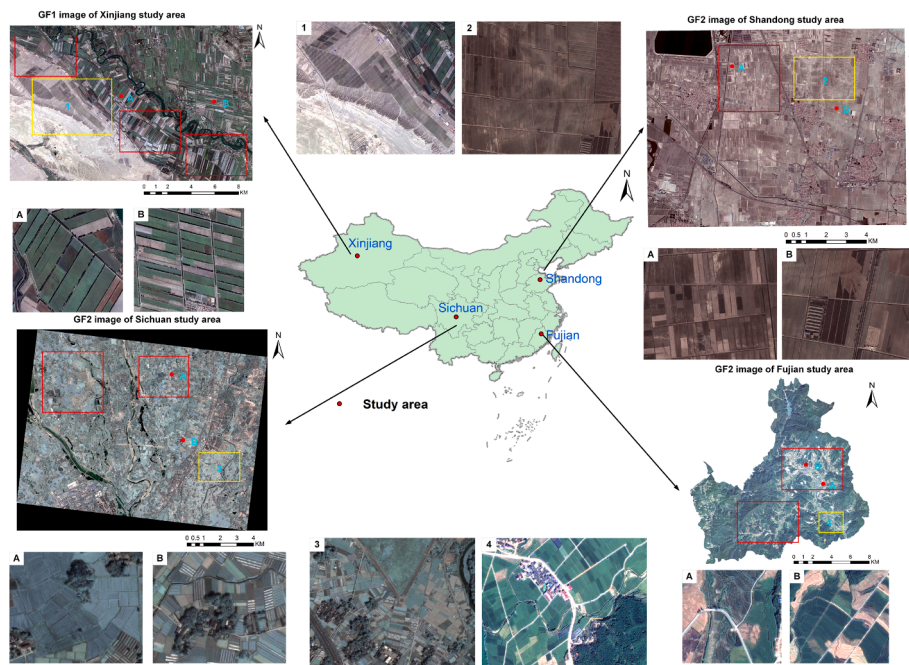 GF1 image of Xinjiang study area
N
1
2
GF2 image of Shandong study area
N
A
B
1
A
B
0 1 2 4 6 8
KM
0 0.5 1 2 3 4
KM
N
A
B
Xinjiang
Shandong
Sichuan
Fujian
Study area
A
B
GF2 image of Sichuan study area
N
GF2 image of Fujian study area
N
B
0 0.5 1 2 3 4
KM
0 1 2 4 6 8
KM
A
B
3
4
A
B